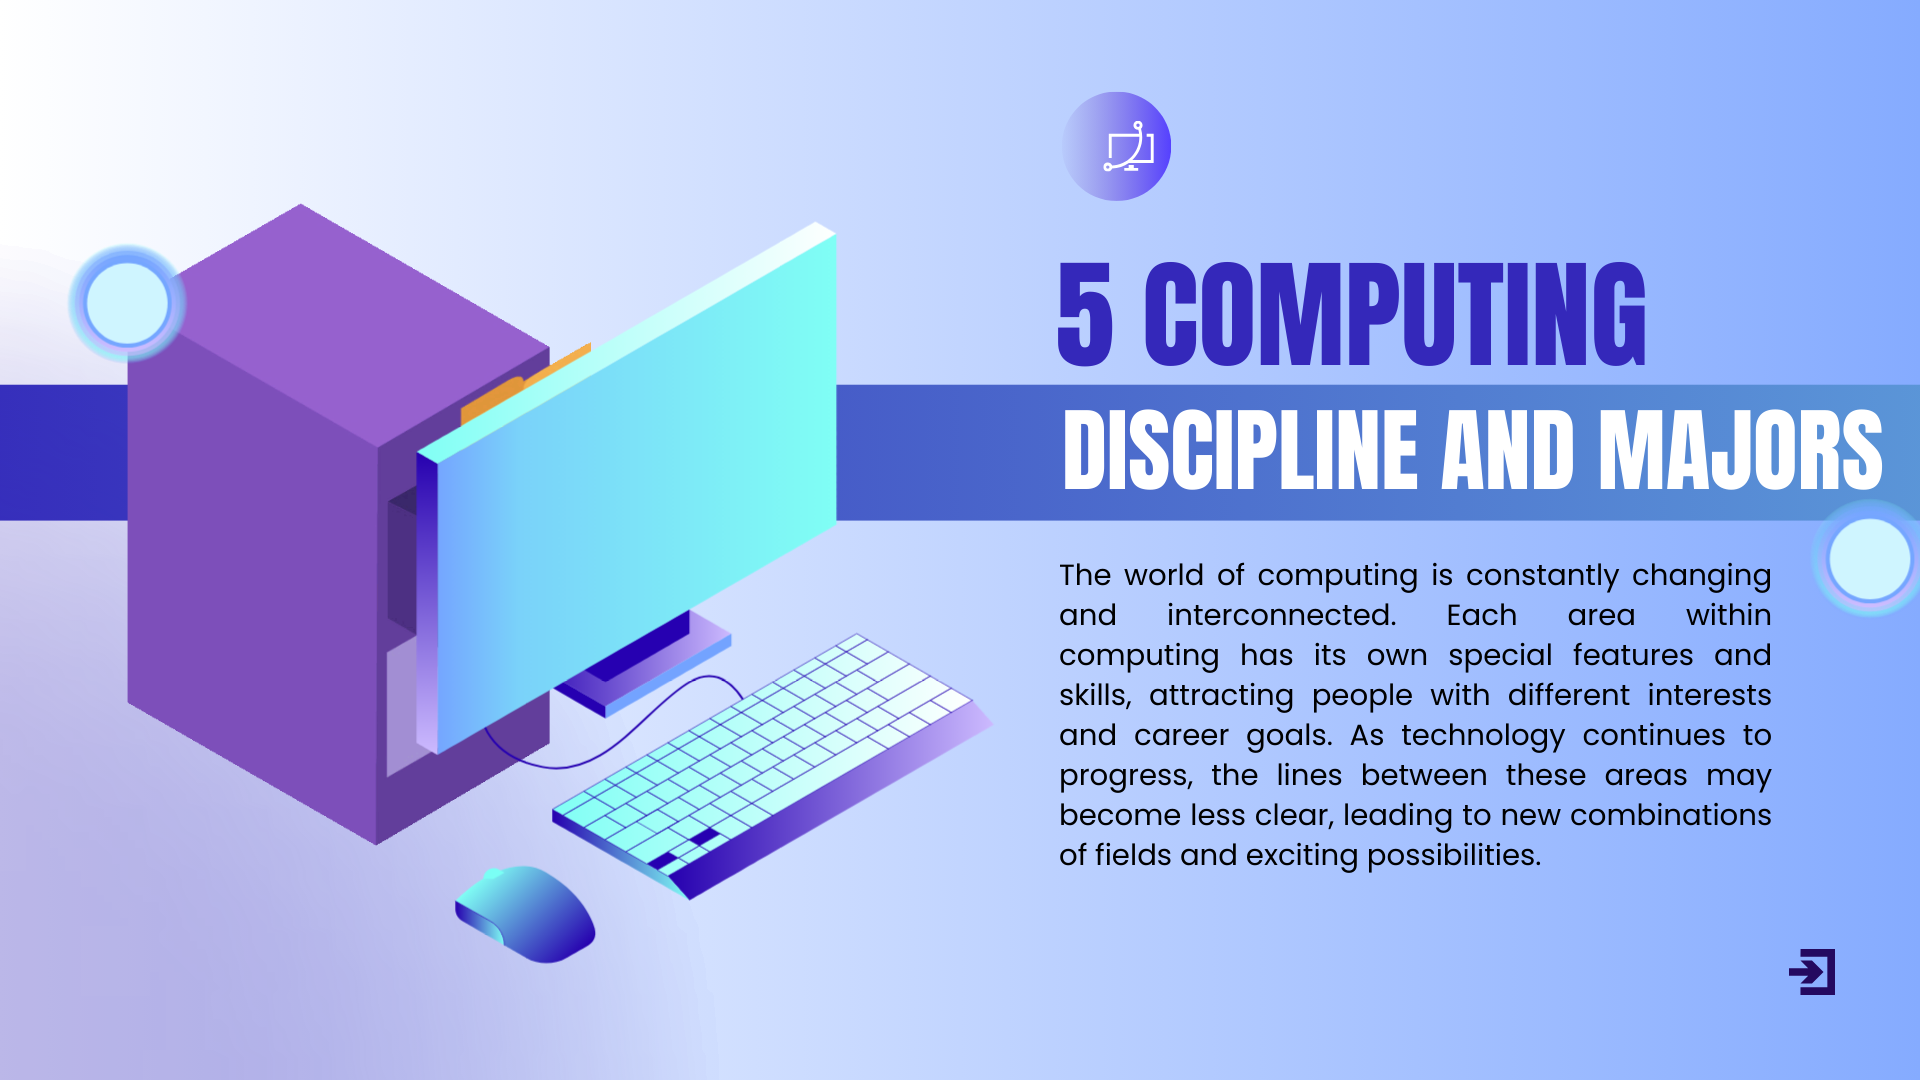 5 COMPUTING
DISCIPLINE AND MAJORS
The world of computing is constantly changing
and interconnected. Each area within
computing has its own special features and
skills, attracting people with different interests
and career goals. As technology continues to
progress, the lines between these areas may
become less clear, leading to new combinations
of fields and exciting possibilities.